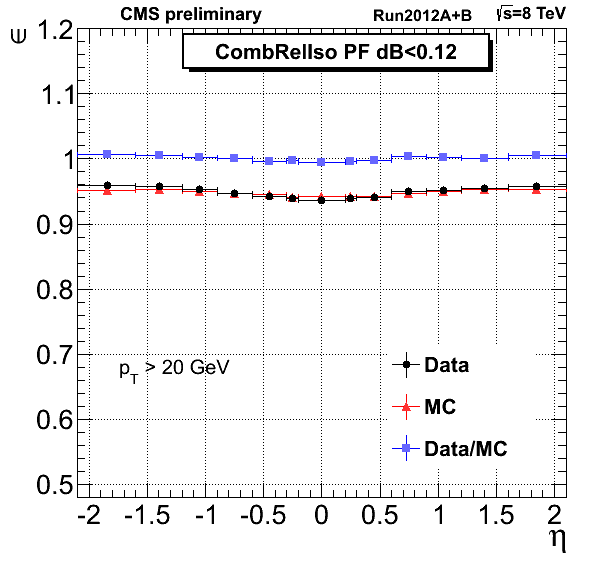 CMS preliminary Run2012A+B √s=8 TeV
CombRelIso PF dB<0.12
∈
1.2
1.1
1
0.9
0.8
0.7
0.6
0.5
p_T > 20 GeV
Data
MC
Data/MC
-2 -1.5 -1 -0.5 0 0.5 1 1.5 2
η